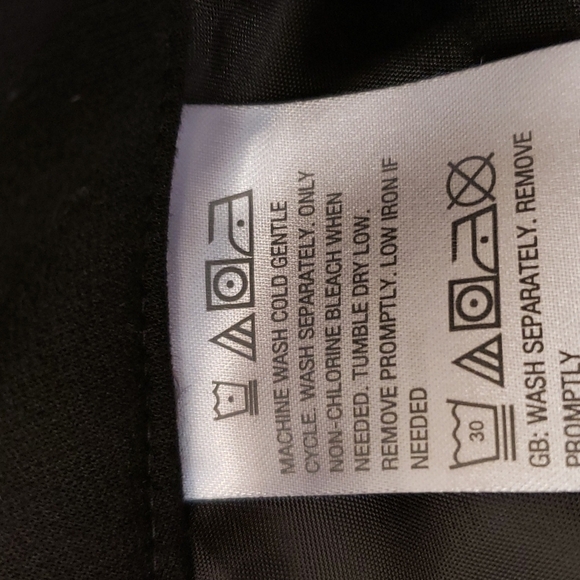 MACHINE WASH COLD GENTLE
CYCLE. WASH SEPARATELY. ONLY
NON-CHLORINE BLEACH WHEN
NEEDED. TUMBLE DRY LOW.
REMOVE PROMPTLY. LOW IRON IF
NEEDED
30
GB: WASH SEPARATELY. REMOVE
PROMPTLY